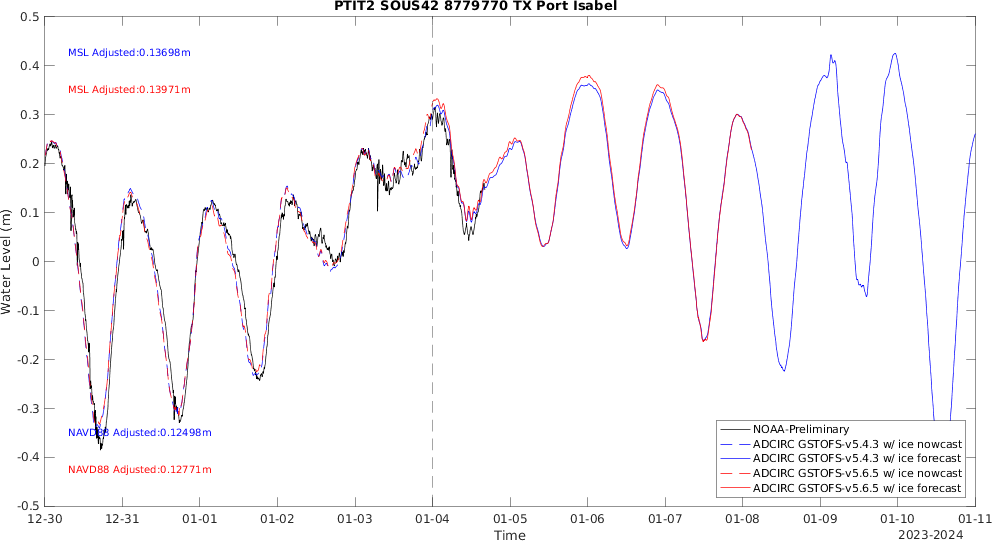 PTIT2 SOUS42 8779770 TX Port Isabel
0.5
0.4
0.3
0.2
0.1
0
-0.1
-0.2
-0.3
-0.4
-0.5
Water Level (m)
MSL Adjusted:0.13698m
MSL Adjusted:0.13971m
NAVD88 Adjusted:0.12498m
NAVD88 Adjusted:0.12771m
NOAA-Preliminary
ADCIRC GSTOFS-v5.4.3 w/ ice nowcast
ADCIRC GSTOFS-v5.4.3 w/ ice forecast
ADCIRC GSTOFS-v5.6.5 w/ ice nowcast
ADCIRC GSTOFS-v5.6.5 w/ ice forecast
12-30 12-31 01-01 01-02 01-03 01-04 01-05 01-06 01-07 01-08 01-09 01-10 01-11
Time
2023-2024